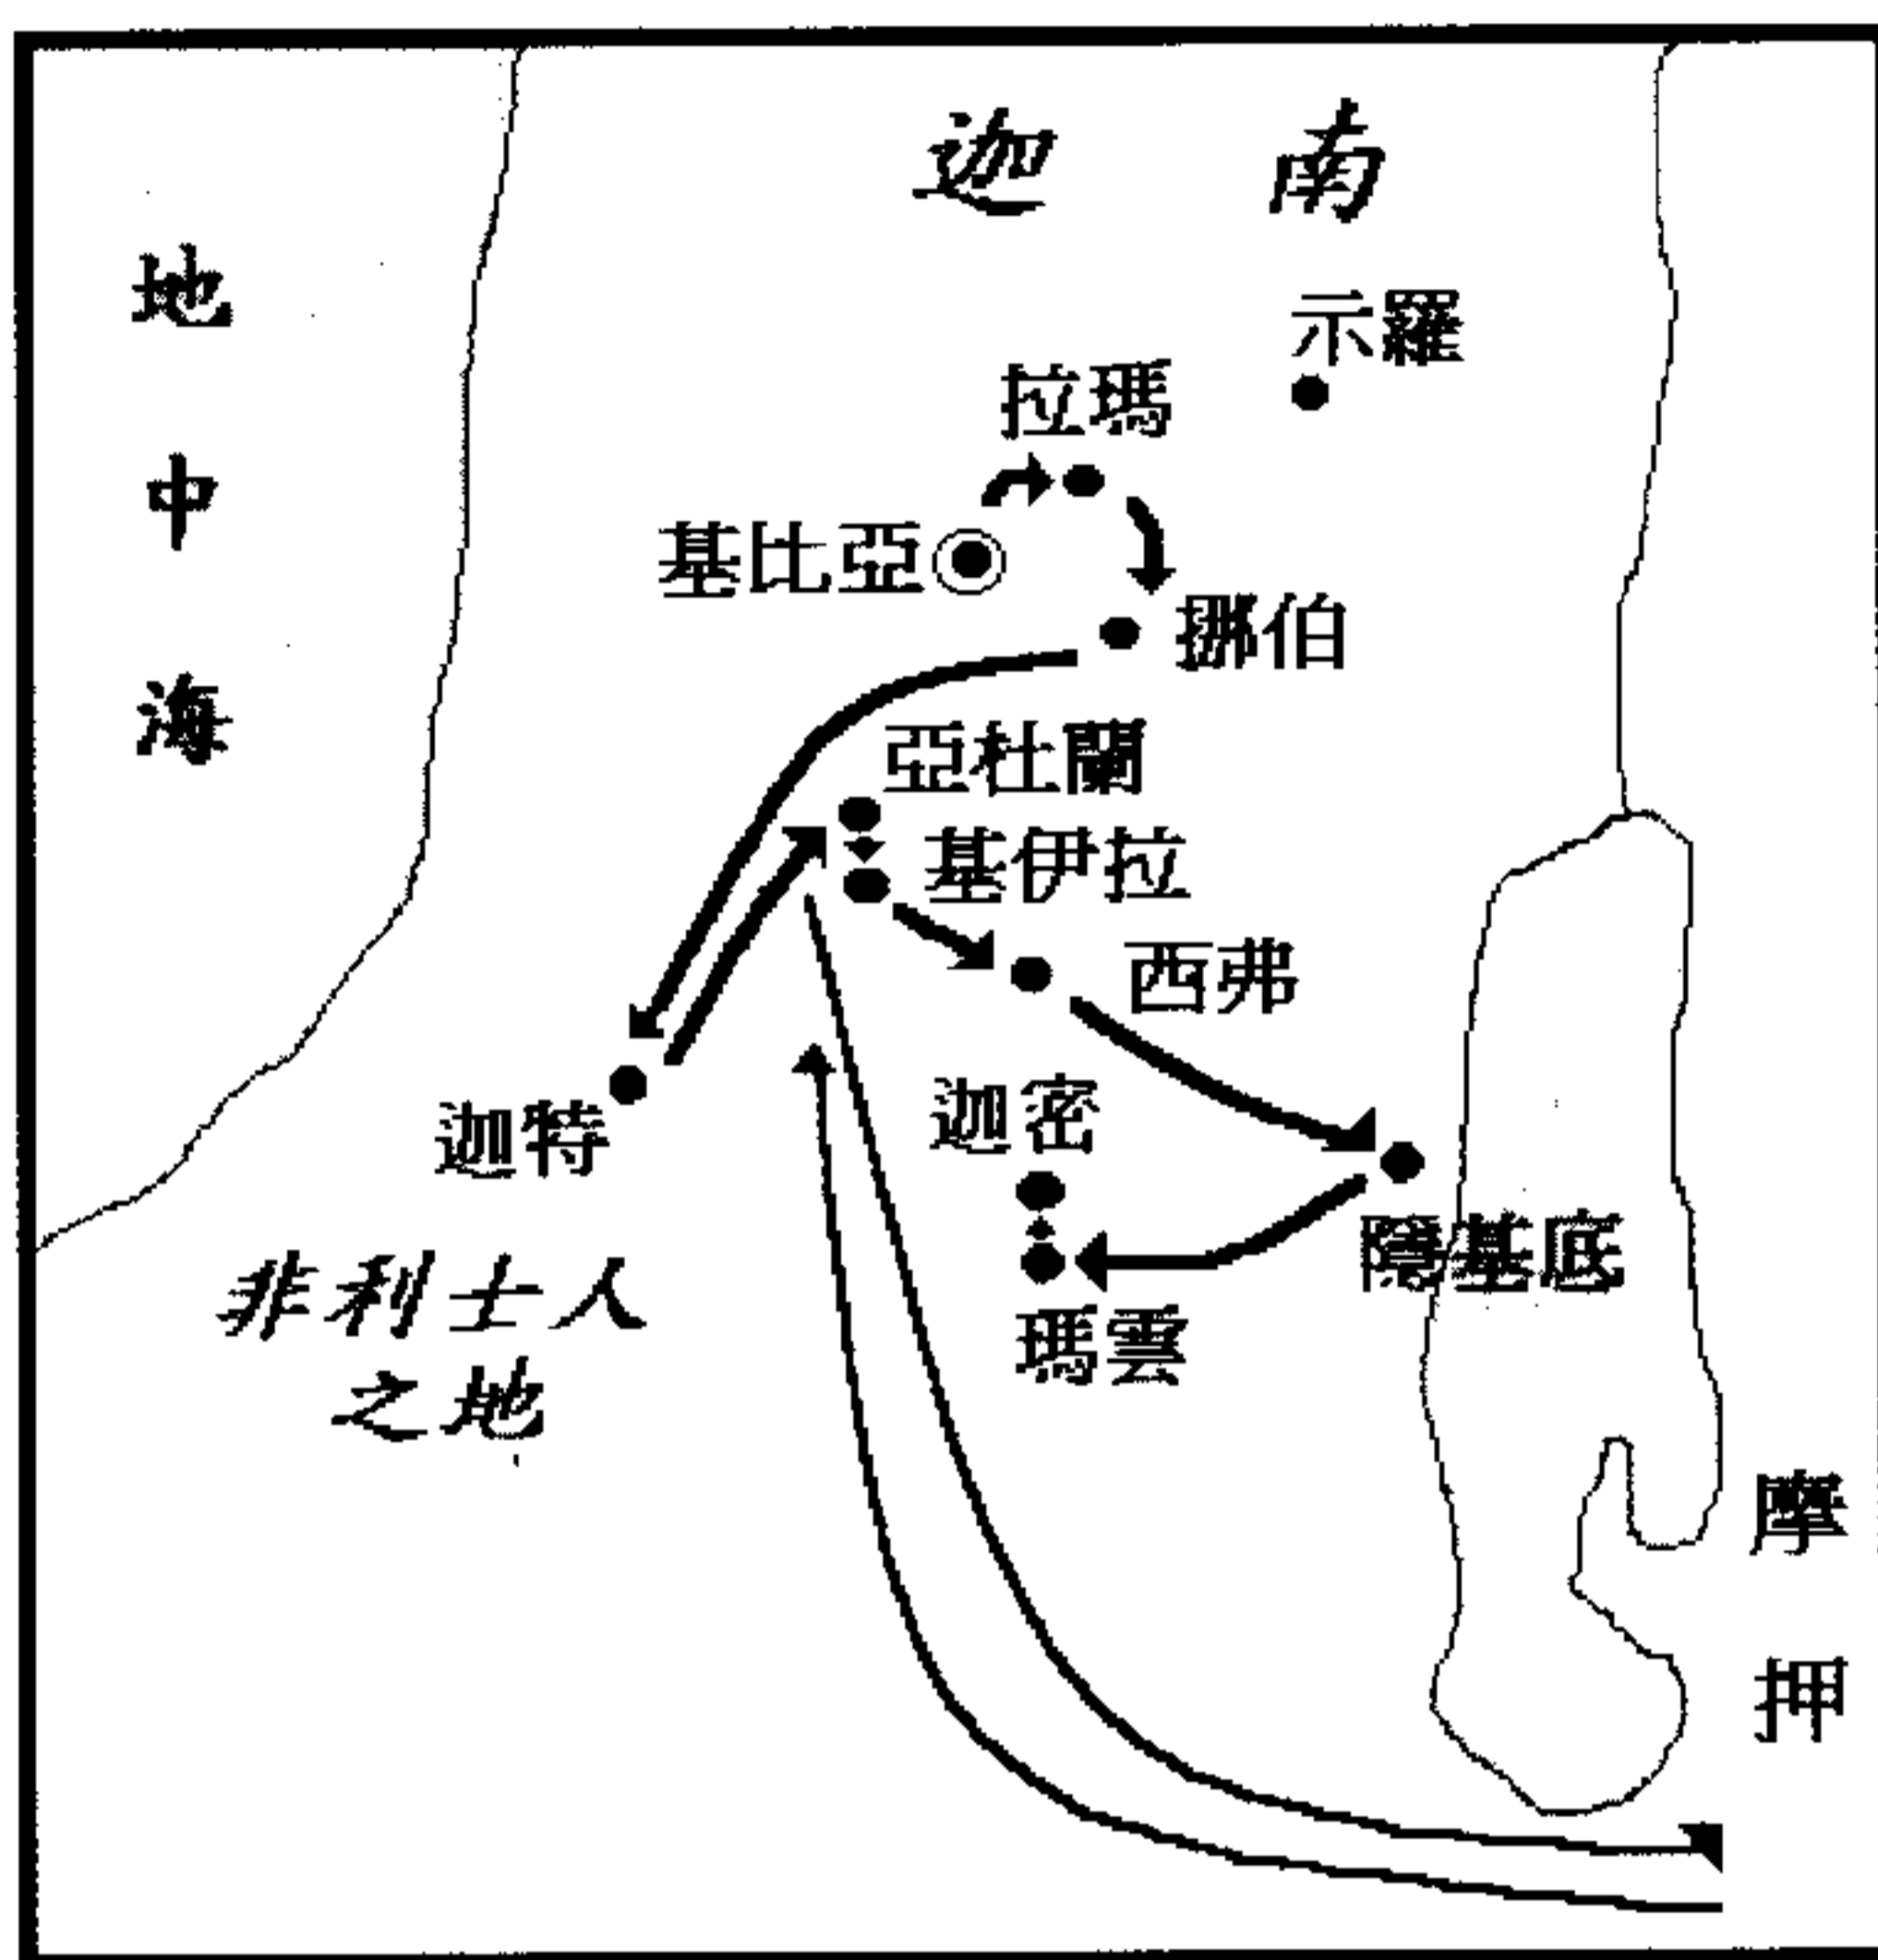 迦南
地中海
示羅
拉瑪
基比亞
挪伯
亞杜蘭
基伊拉
西弗
迦密
迦特
隱基底
瑪雲
非利士人
之地
摩押